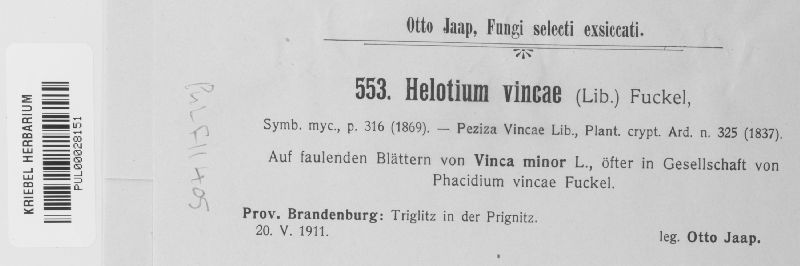 Otto Jaap, Fungi selecti exsiccati.
553. Helotium vincae (Lib.) Fuckel,
Symb. myc., p. 316 (1869). — Peziza Vincae Lib., Plant. crypt. Ard. n. 325 (1837).
Auf faulenden Blättern von Vinca minor L., öfter in Gesellschaft von
Phacidium vincae Fuckel.
Prov. Brandenburg: Triglitz in der Prignitz.
20. V. 1911.
leg. Otto Jaap.
KRIEBEL HERBARIUM
PUL00028151
PULF11405